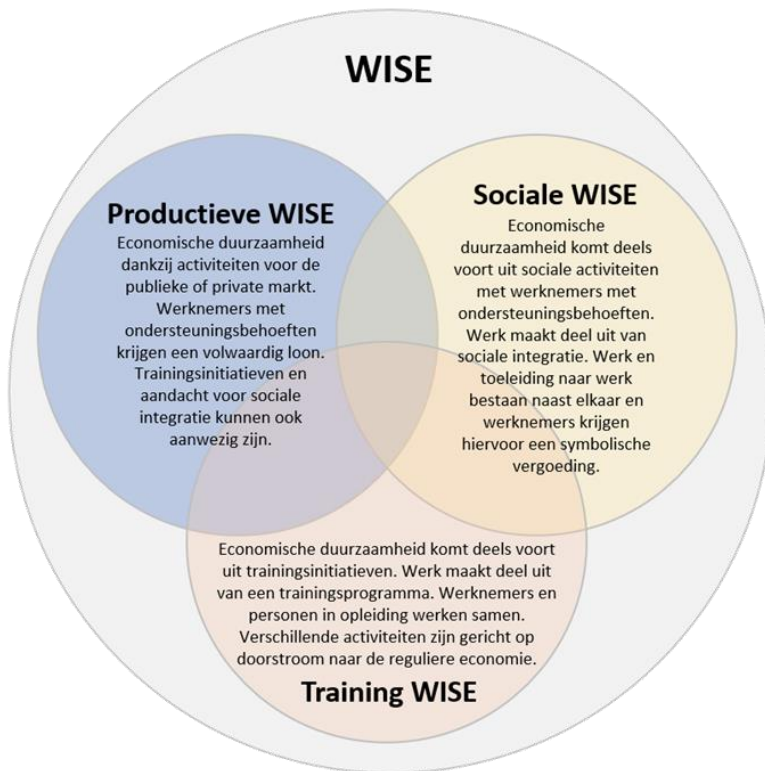 WISE
Productieve WISE
Economische duurzaamheid
dankzij activiteiten voor de
publieke of private markt.
Werknemers met
ondersteuningsbehoeften
krijgen een volwaardig loon.
Trainingsinitiatieven en
aandacht voor sociale
integratie kunnen ook
aanwezig zijn.
Sociale WISE
Economische
duurzaamheid komt deels
voort uit sociale activiteiten
met werknemers met
ondersteuningsbehoeften.
Werk maakt deel uit van
sociale integratie. Werk en
toeleiding naar werk
bestaan naast elkaar en
werknemers krijgen
hiervoor een symbolische
vergoeding.
Economische duurzaamheid komt deels voort
uit trainingsinitiatieven. Werk maakt deel uit
van een trainingsprogramma. Werknemers en
personen in opleiding werken samen.
Verschillende activiteiten zijn gericht op
doorstroom naar de reguliere economie.
Training WISE